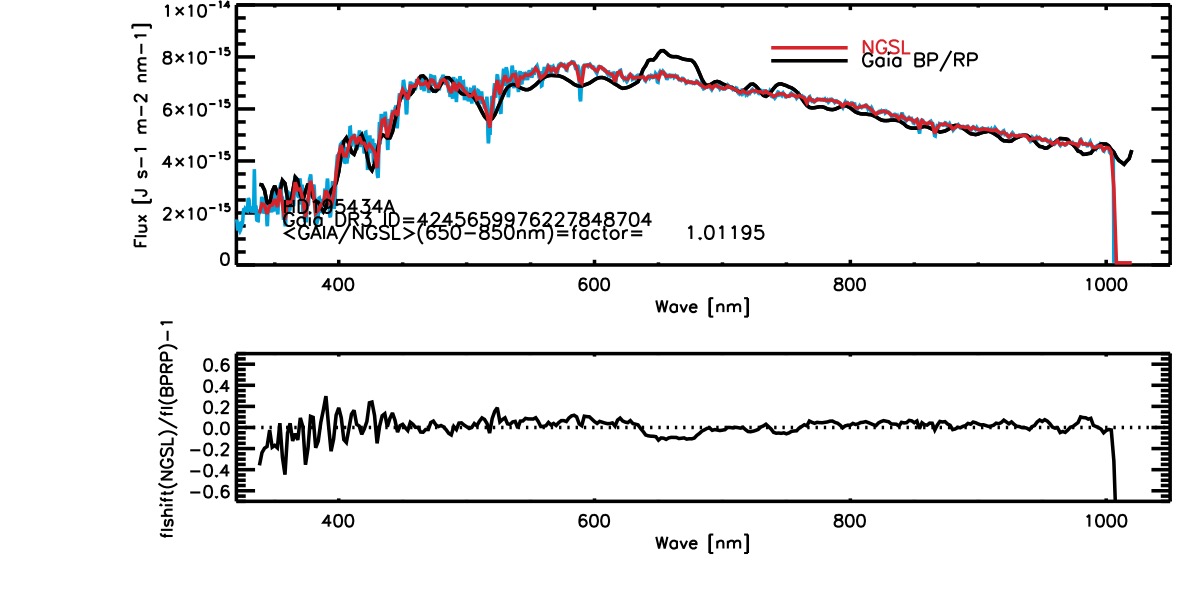 1×10−14
8×10−15
6×10−15
4×10−15
2×10−15
0
Flux [J s−1 m−2 nm−1]
NGSL
Gaia BP/RP
Gaia DR3 ID=4245659976227848704
<GAIA/NGSL>(650−850nm)=factor= 1.01195
400 600 800 1000
Wave [nm]
flshift(NGSL)/fl(BPRP)−1
0.6
0.4
0.2
0.0
−0.2
−0.4
−0.6
400 600 800 1000
Wave [nm]